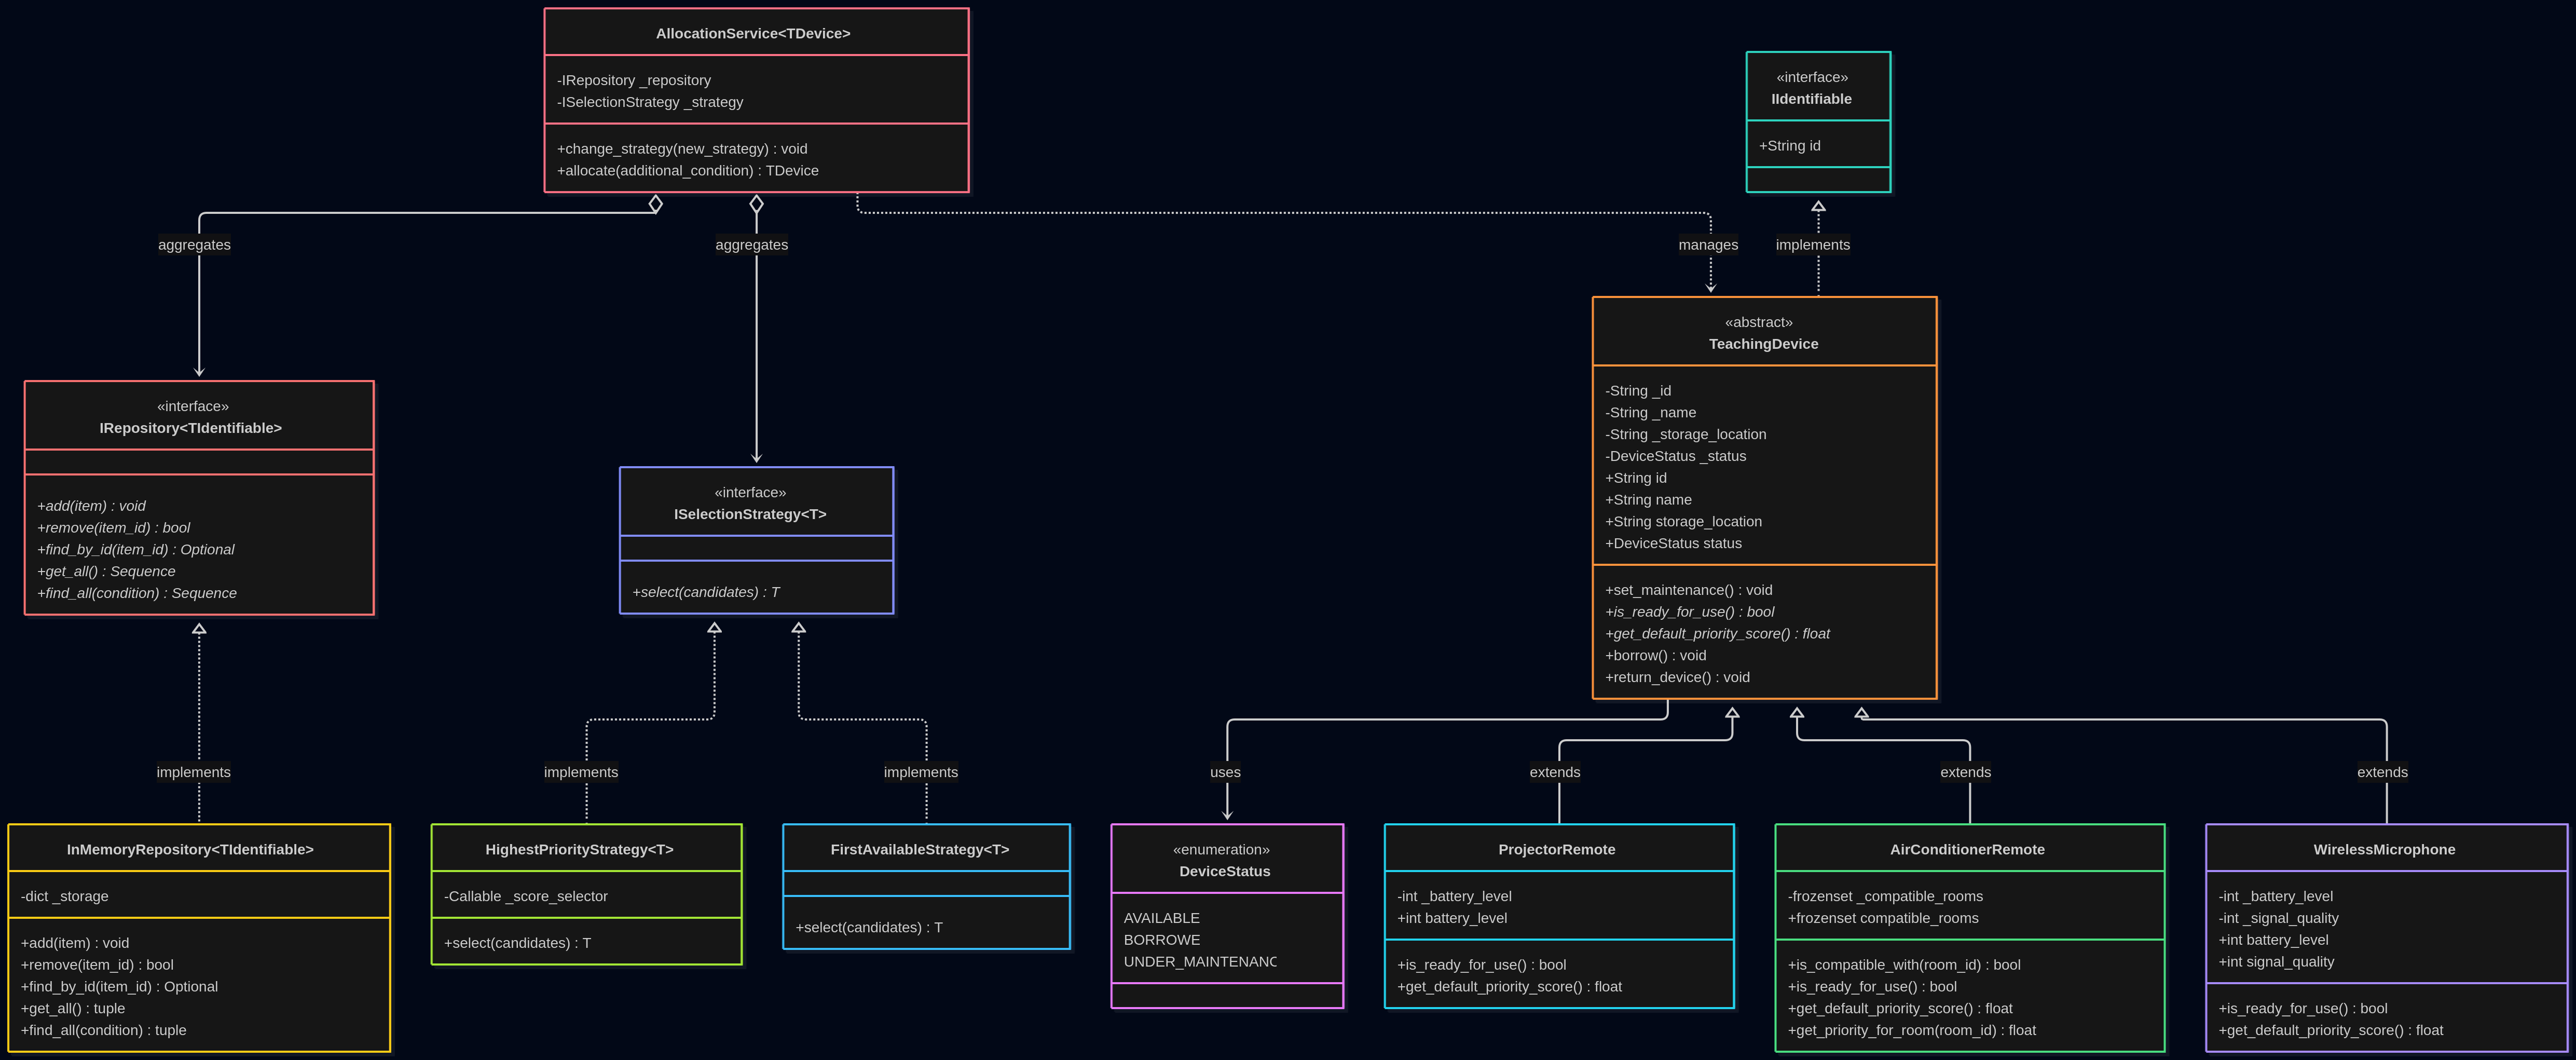 AllocationService<TDevice>
-IRepository _repository
-ISelectionStrategy _strategy
+change_strategy(new_strategy) : void
+allocate(additional_condition) : TDevice
«interface»
IIdentifiable
+String id
aggregates
aggregates
manages
implements
«abstract»
TeachingDevice
-String _id
-String _name
-String _storage_location
-DeviceStatus _status
+String id
+String name
+String storage_location
+DeviceStatus status
+set_maintenance() : void
+is_ready_for_use() : bool
+get_default_priority_score() : float
+borrow() : void
+return_device() : void
«interface»
IRepository<TIdentifiable>
+add(item) : void
+remove(item_id) : bool
+find_by_id(item_id) : Optional
+get_all() : Sequence
+find_all(condition) : Sequence
«interface»
ISelectionStrategy<T>
+select(candidates) : T
implements
implements
implements
uses
extends
extends
extends
InMemoryRepository<TIdentifiable>
-dict _storage
+add(item) : void
+remove(item_id) : bool
+find_by_id(item_id) : Optional
+get_all() : tuple
+find_all(condition) : tuple
HighestPriorityStrategy<T>
-Callable _score_selector
+select(candidates) : T
FirstAvailableStrategy<T>
+select(candidates) : T
«enumeration»
DeviceStatus
AVAILABLE
BORROWE
UNDER_MAINTENANC
ProjectorRemote
-int _battery_level
+int battery_level
+is_ready_for_use() : bool
+get_default_priority_score() : float
AirConditionerRemote
-frozenset _compatible_rooms
+frozenset compatible_rooms
+is_compatible_with(room_id) : bool
+is_ready_for_use() : bool
+get_default_priority_score() : float
+get_priority_for_room(room_id) : float
WirelessMicrophone
-int _battery_level
-int _signal_quality
+int battery_level
+int signal_quality
+is_ready_for_use() : bool
+get_default_priority_score() : float